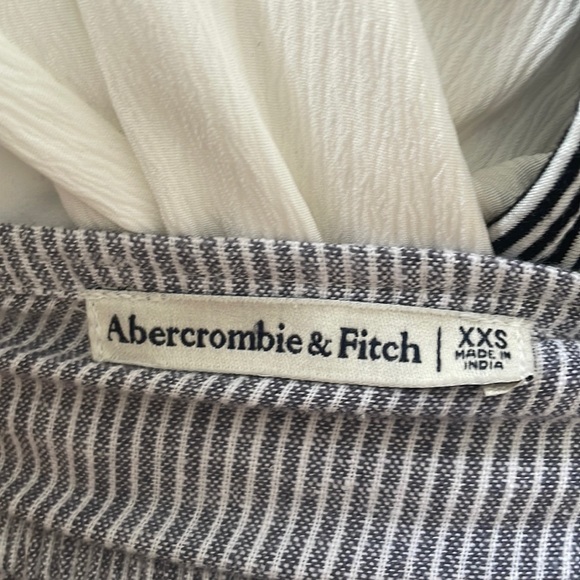 Abercrombie & Fitch | XXS
MADE IN
INDIA